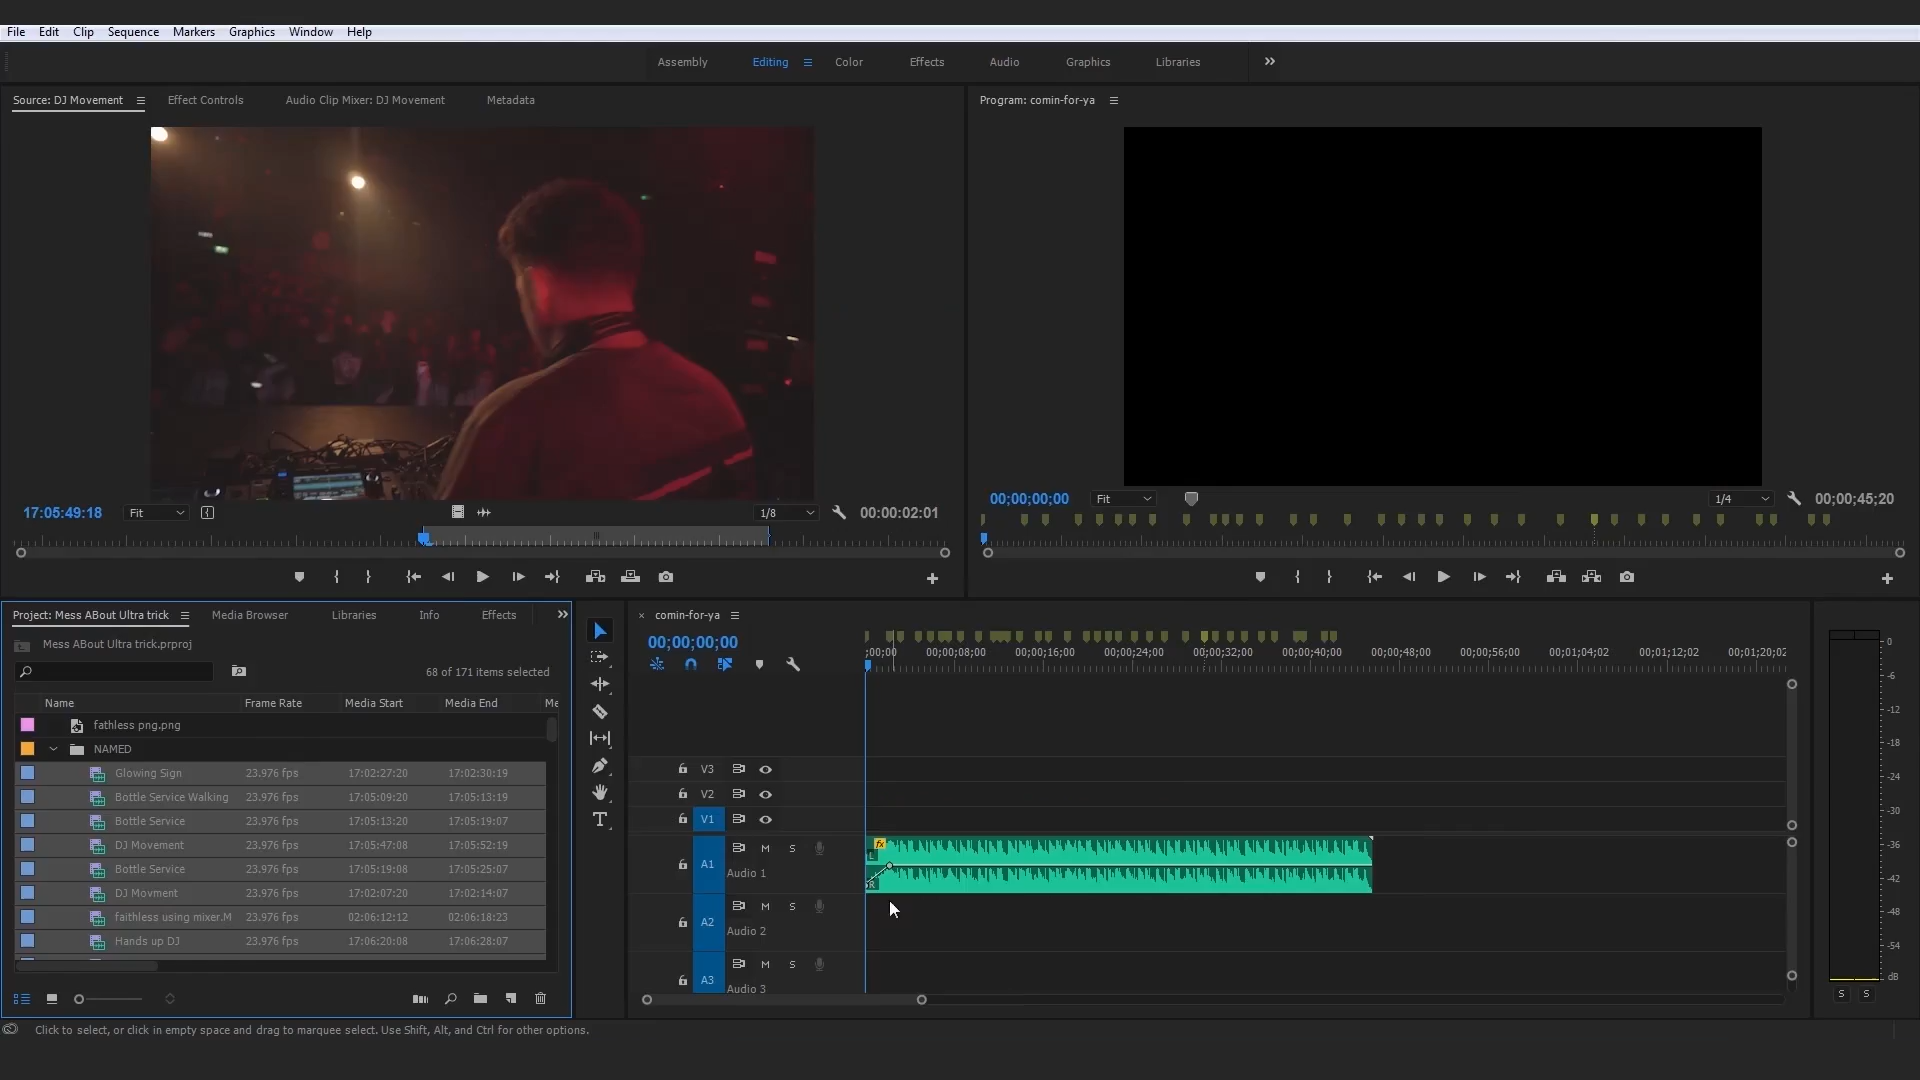 File Edit Clip Sequence Markers Graphics Window Help
Assembly Editing Color Effects Audio Graphics Libraries
Source: DJ Movement Effect Controls Audio Clip Mixer: DJ Movement Metadata
Program: comin-for-ya
17:05:49:18 Fit 1/8 00:00:02:01
00;00;00;00 Fit 1/4 00;00;45;20
Project: Mess ABout Ultra trick Media Browser Libraries Info Effects
Mess ABout Ultra trick.prproj
68 of 171 items selected
Name Frame Rate Media Start Media End Me
fathless png.png
NAMED
Glowing Sign 23.976 fps 17:02:27:20 17:02:30:19
Bottle Service Walking 23.976 fps 17:05:09:20 17:05:13:19
Bottle Service 23.976 fps 17:05:13:20 17:05:19:07
DJ Movement 23.976 fps 17:05:47:08 17:05:52:19
Bottle Service 23.976 fps 17:05:19:08 17:05:25:07
DJ Movment 23.976 fps 17:02:07:20 17:02:14:07
faithless using mixer.M 23.976 fps 02:06:12:12 02:06:18:23
Hands up DJ 23.976 fps 17:06:20:08 17:06:28:07
× comin-for-ya
00;00;00;00
;00;00 00;00;08;00 00;00;16;00 00;00;24;00 00;00;32;00 00;00;40;00 00;00;48;00 00;00;56;00 00;01;04;02 00;01;12;02 00;01;20;02
V3
V2
V1
A1 M S
Audio 1
fx
L
R
A2 M S
Audio 2
A3 M S
Audio 3
0
-6
-12
-18
-24
-30
-36
-42
-48
-54
dB
S S
Click to select, or click in empty space and drag to marquee select. Use Shift, Alt, and Ctrl for other options.